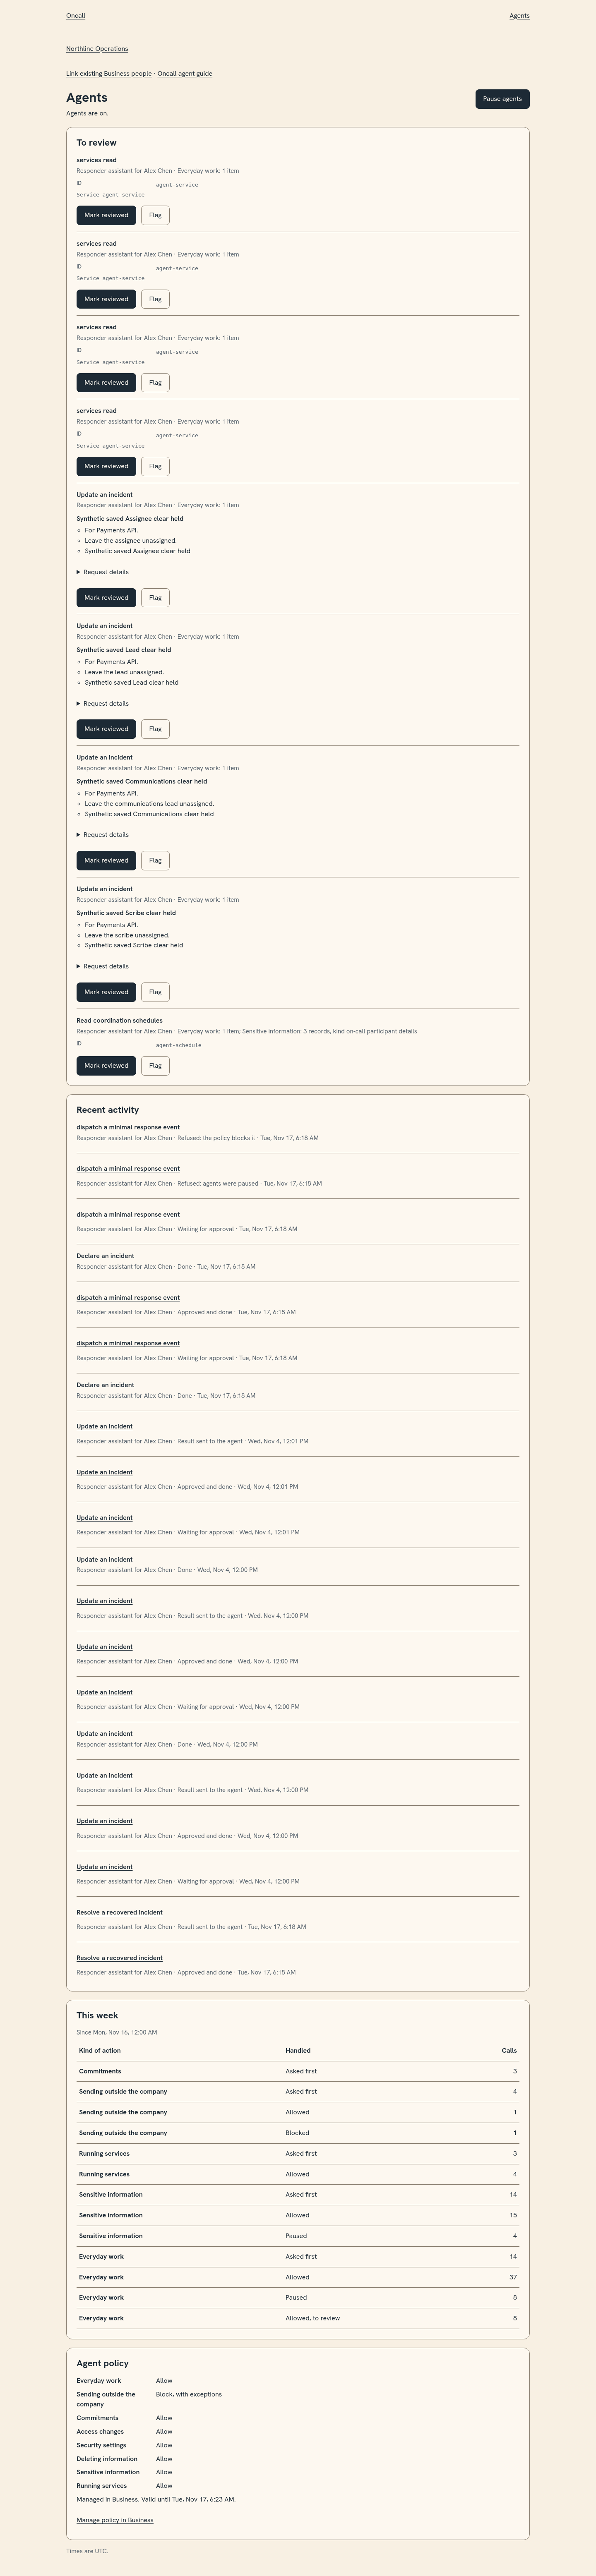 Oncall
Agents
Northline Operations
Link existing Business people · Oncall agent guide
Agents
Pause agents
Agents are on.
To review
services read
Responder assistant for Alex Chen · Everyday work: 1 item
ID
agent-service
Service agent-service
Mark reviewed
Flag
services read
Responder assistant for Alex Chen · Everyday work: 1 item
ID
agent-service
Service agent-service
Mark reviewed
Flag
services read
Responder assistant for Alex Chen · Everyday work: 1 item
ID
agent-service
Service agent-service
Mark reviewed
Flag
services read
Responder assistant for Alex Chen · Everyday work: 1 item
ID
agent-service
Service agent-service
Mark reviewed
Flag
Update an incident
Responder assistant for Alex Chen · Everyday work: 1 item
Synthetic saved Assignee clear held
For Payments API.
Leave the assignee unassigned.
Synthetic saved Assignee clear held
Request details
Mark reviewed
Flag
Update an incident
Responder assistant for Alex Chen · Everyday work: 1 item
Synthetic saved Lead clear held
For Payments API.
Leave the lead unassigned.
Synthetic saved Lead clear held
Request details
Mark reviewed
Flag
Update an incident
Responder assistant for Alex Chen · Everyday work: 1 item
Synthetic saved Communications clear held
For Payments API.
Leave the communications lead unassigned.
Synthetic saved Communications clear held
Request details
Mark reviewed
Flag
Update an incident
Responder assistant for Alex Chen · Everyday work: 1 item
Synthetic saved Scribe clear held
For Payments API.
Leave the scribe unassigned.
Synthetic saved Scribe clear held
Request details
Mark reviewed
Flag
Read coordination schedules
Responder assistant for Alex Chen · Everyday work: 1 item; Sensitive information: 3 records, kind on-call participant details
ID
agent-schedule
Mark reviewed
Flag
Recent activity
dispatch a minimal response event
Responder assistant for Alex Chen · Refused: the policy blocks it · Tue, Nov 17, 6:18 AM
dispatch a minimal response event
Responder assistant for Alex Chen · Refused: agents were paused · Tue, Nov 17, 6:18 AM
dispatch a minimal response event
Responder assistant for Alex Chen · Waiting for approval · Tue, Nov 17, 6:18 AM
Declare an incident
Responder assistant for Alex Chen · Done · Tue, Nov 17, 6:18 AM
dispatch a minimal response event
Responder assistant for Alex Chen · Approved and done · Tue, Nov 17, 6:18 AM
dispatch a minimal response event
Responder assistant for Alex Chen · Waiting for approval · Tue, Nov 17, 6:18 AM
Declare an incident
Responder assistant for Alex Chen · Done · Tue, Nov 17, 6:18 AM
Update an incident
Responder assistant for Alex Chen · Result sent to the agent · Wed, Nov 4, 12:01 PM
Update an incident
Responder assistant for Alex Chen · Approved and done · Wed, Nov 4, 12:01 PM
Update an incident
Responder assistant for Alex Chen · Waiting for approval · Wed, Nov 4, 12:01 PM
Update an incident
Responder assistant for Alex Chen · Done · Wed, Nov 4, 12:00 PM
Update an incident
Responder assistant for Alex Chen · Result sent to the agent · Wed, Nov 4, 12:00 PM
Update an incident
Responder assistant for Alex Chen · Approved and done · Wed, Nov 4, 12:00 PM
Update an incident
Responder assistant for Alex Chen · Waiting for approval · Wed, Nov 4, 12:00 PM
Update an incident
Responder assistant for Alex Chen · Done · Wed, Nov 4, 12:00 PM
Update an incident
Responder assistant for Alex Chen · Result sent to the agent · Wed, Nov 4, 12:00 PM
Update an incident
Responder assistant for Alex Chen · Approved and done · Wed, Nov 4, 12:00 PM
Update an incident
Responder assistant for Alex Chen · Waiting for approval · Wed, Nov 4, 12:00 PM
Resolve a recovered incident
Responder assistant for Alex Chen · Result sent to the agent · Tue, Nov 17, 6:18 AM
Resolve a recovered incident
Responder assistant for Alex Chen · Approved and done · Tue, Nov 17, 6:18 AM
This week
Since Mon, Nov 16, 12:00 AM
Kind of action Handled Calls
Commitments Asked first 3
Sending outside the company Asked first 4
Sending outside the company Allowed 1
Sending outside the company Blocked 1
Running services Asked first 3
Running services Allowed 4
Sensitive information Asked first 14
Sensitive information Allowed 15
Sensitive information Paused 4
Everyday work Asked first 14
Everyday work Allowed 37
Everyday work Paused 8
Everyday work Allowed, to review 8
Agent policy
Everyday work Allow
Sending outside the company Block, with exceptions
Commitments Allow
Access changes Allow
Security settings Allow
Deleting information Allow
Sensitive information Allow
Running services Allow
Managed in Business. Valid until Tue, Nov 17, 6:23 AM.
Manage policy in Business
Times are UTC.